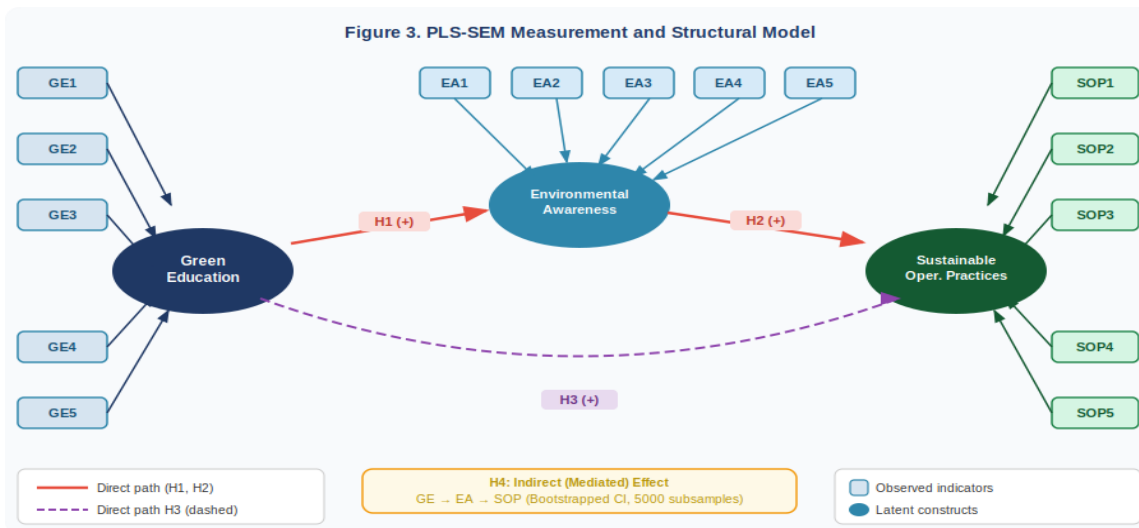 Figure 3. PLS-SEM Measurement and Structural Model
GE1
EA1
EA2
EA3
EA4
EA5
SOP1
GE2
SOP2
GE3
Environmental
Awareness
SOP3
H1 (+)
H2 (+)
Green
Education
Sustainable
Oper. Practices
GE4
SOP4
GE5
H3 (+)
SOP5
Direct path (H1, H2)
Direct path H3 (dashed)
H4: Indirect (Mediated) Effect
GE → EA → SOP (Bootstrapped CI, 5000 subsamples)
Observed indicators
Latent constructs